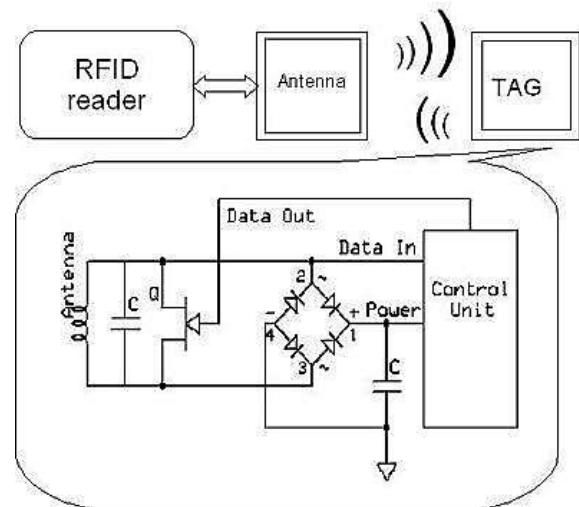 RFID
reader
Antenna
TAG
Data Out
Antenna
Data In
C
Q
2
~
Control
Unit
-
+
Power
4
1
3
~
C